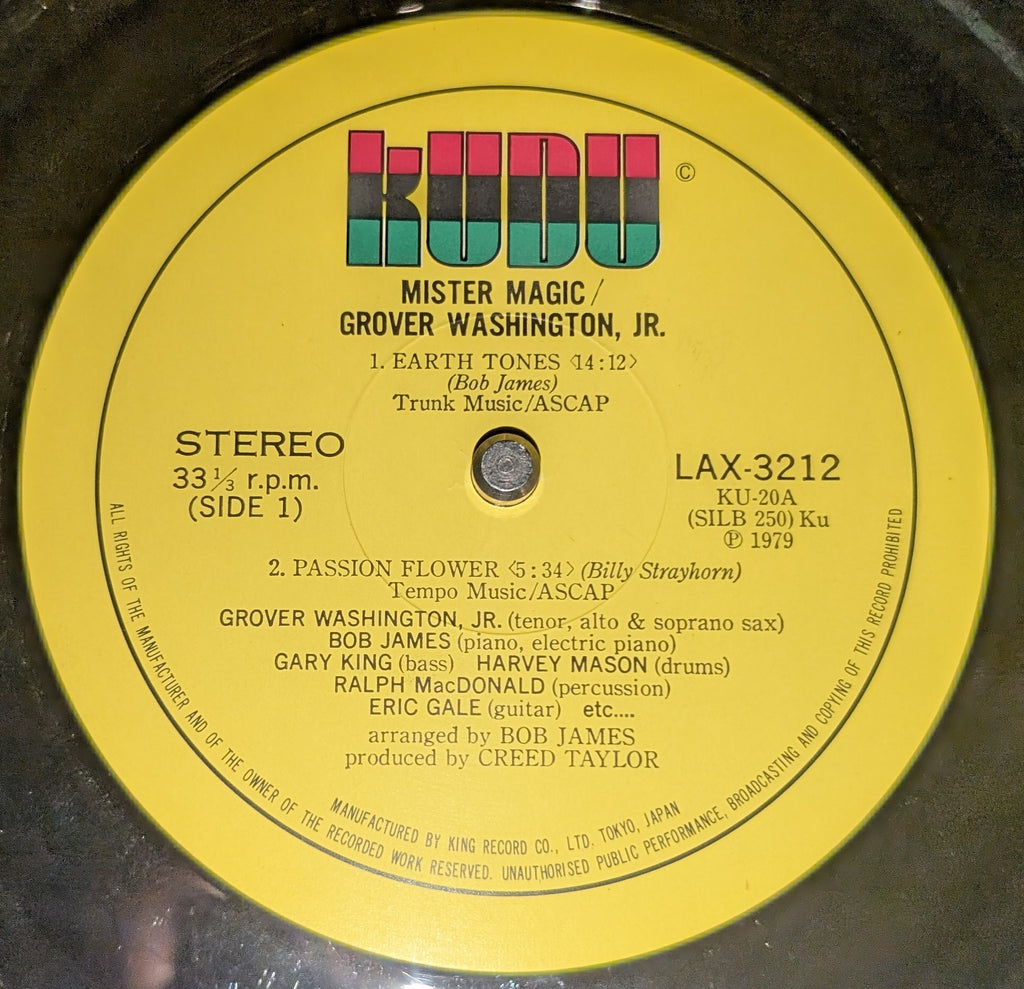 KUDU ©
MISTER MAGIC/
GROVER WASHINGTON, JR.
1. EARTH TONES <14:12>
(Bob James)
Trunk Music/ASCAP
STEREO
33 1/3 r.p.m.
(SIDE 1)
LAX-3212
KU-20A
(SILB 250) Ku
℗ 1979
2. PASSION FLOWER <5:34> (Billy Strayhorn)
Tempo Music/ASCAP
GROVER WASHINGTON, JR. (tenor, alto & soprano sax)
BOB JAMES (piano, electric piano)
GARY KING (bass) HARVEY MASON (drums)
RALPH MacDONALD (percussion)
ERIC GALE (guitar) etc....
arranged by BOB JAMES
produced by CREED TAYLOR
MANUFACTURED BY KING RECORD CO., LTD. TOKYO, JAPAN
ALL RIGHTS OF THE MANUFACTURER AND OF THE OWNER OF THE RECORDED WORK RESERVED. UNAUTHORISED PUBLIC PERFORMANCE, BROADCASTING AND COPYING OF THIS RECORD PROHIBITED